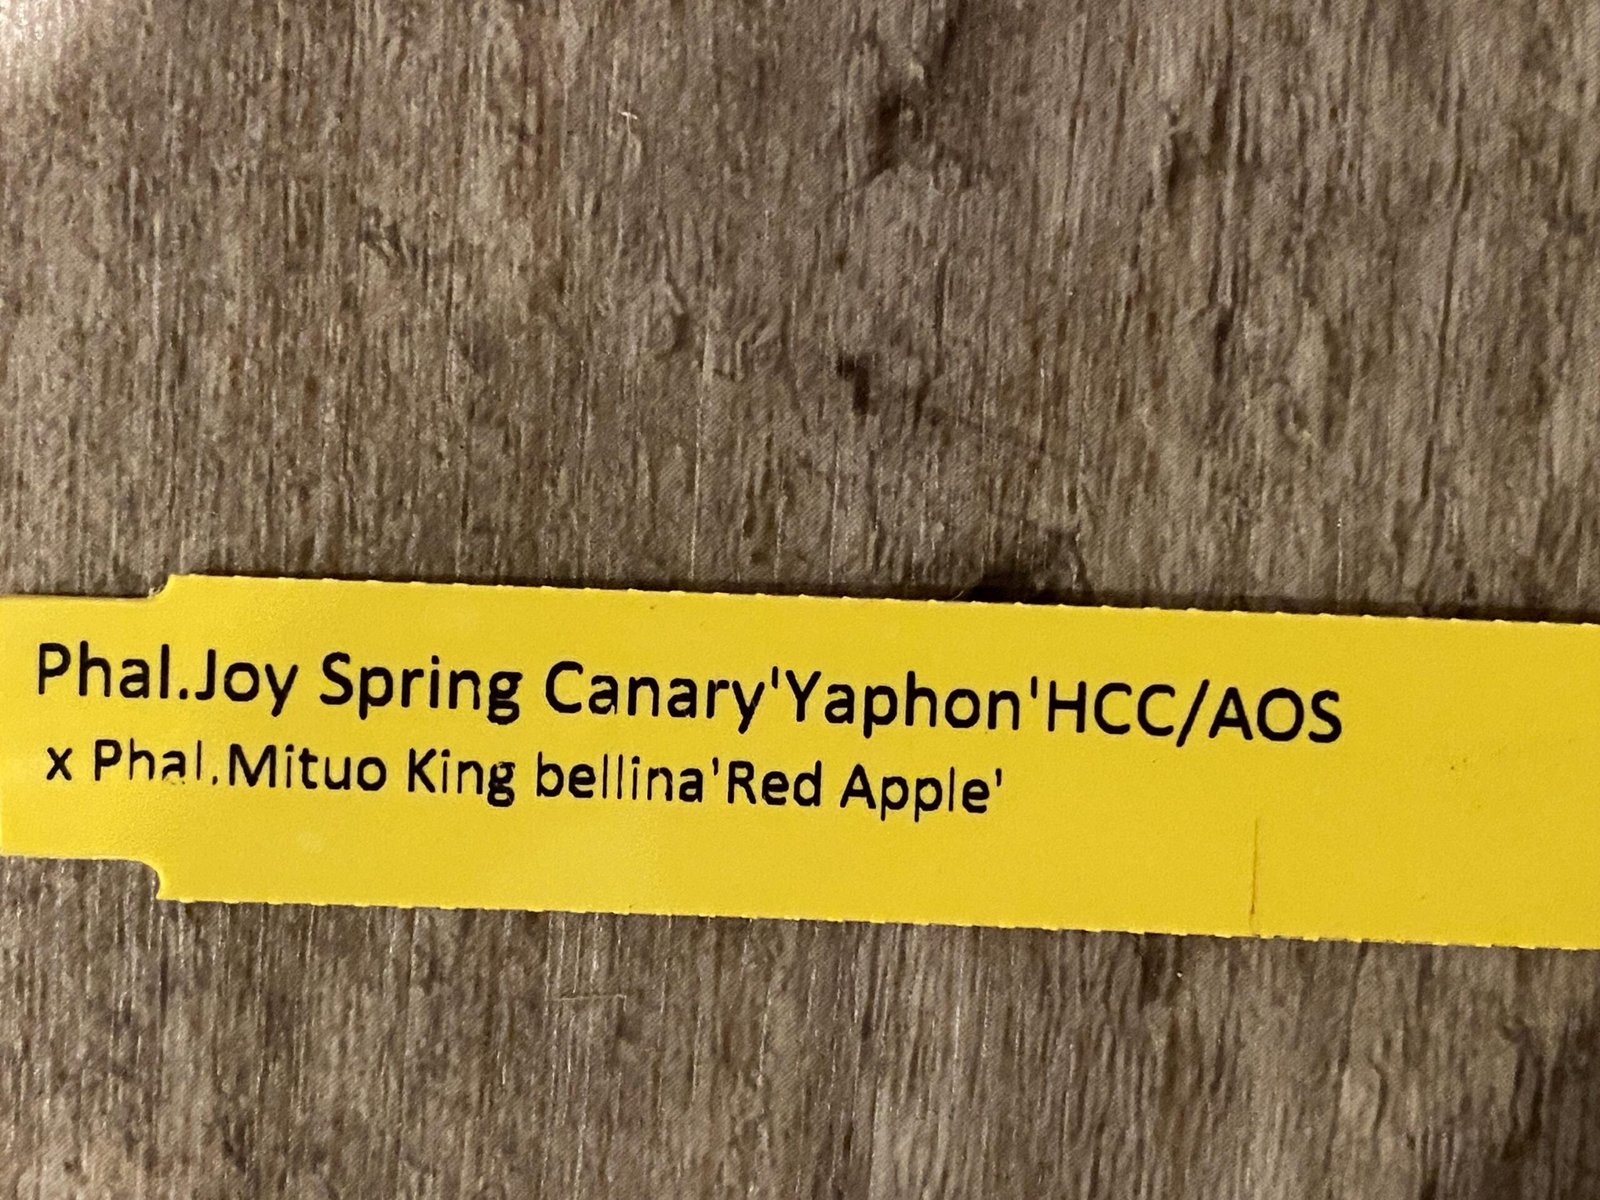 Phal.Joy Spring Canary'Yaphon'HCC/AOS
x Phal.Mituo King bellina'Red Apple'